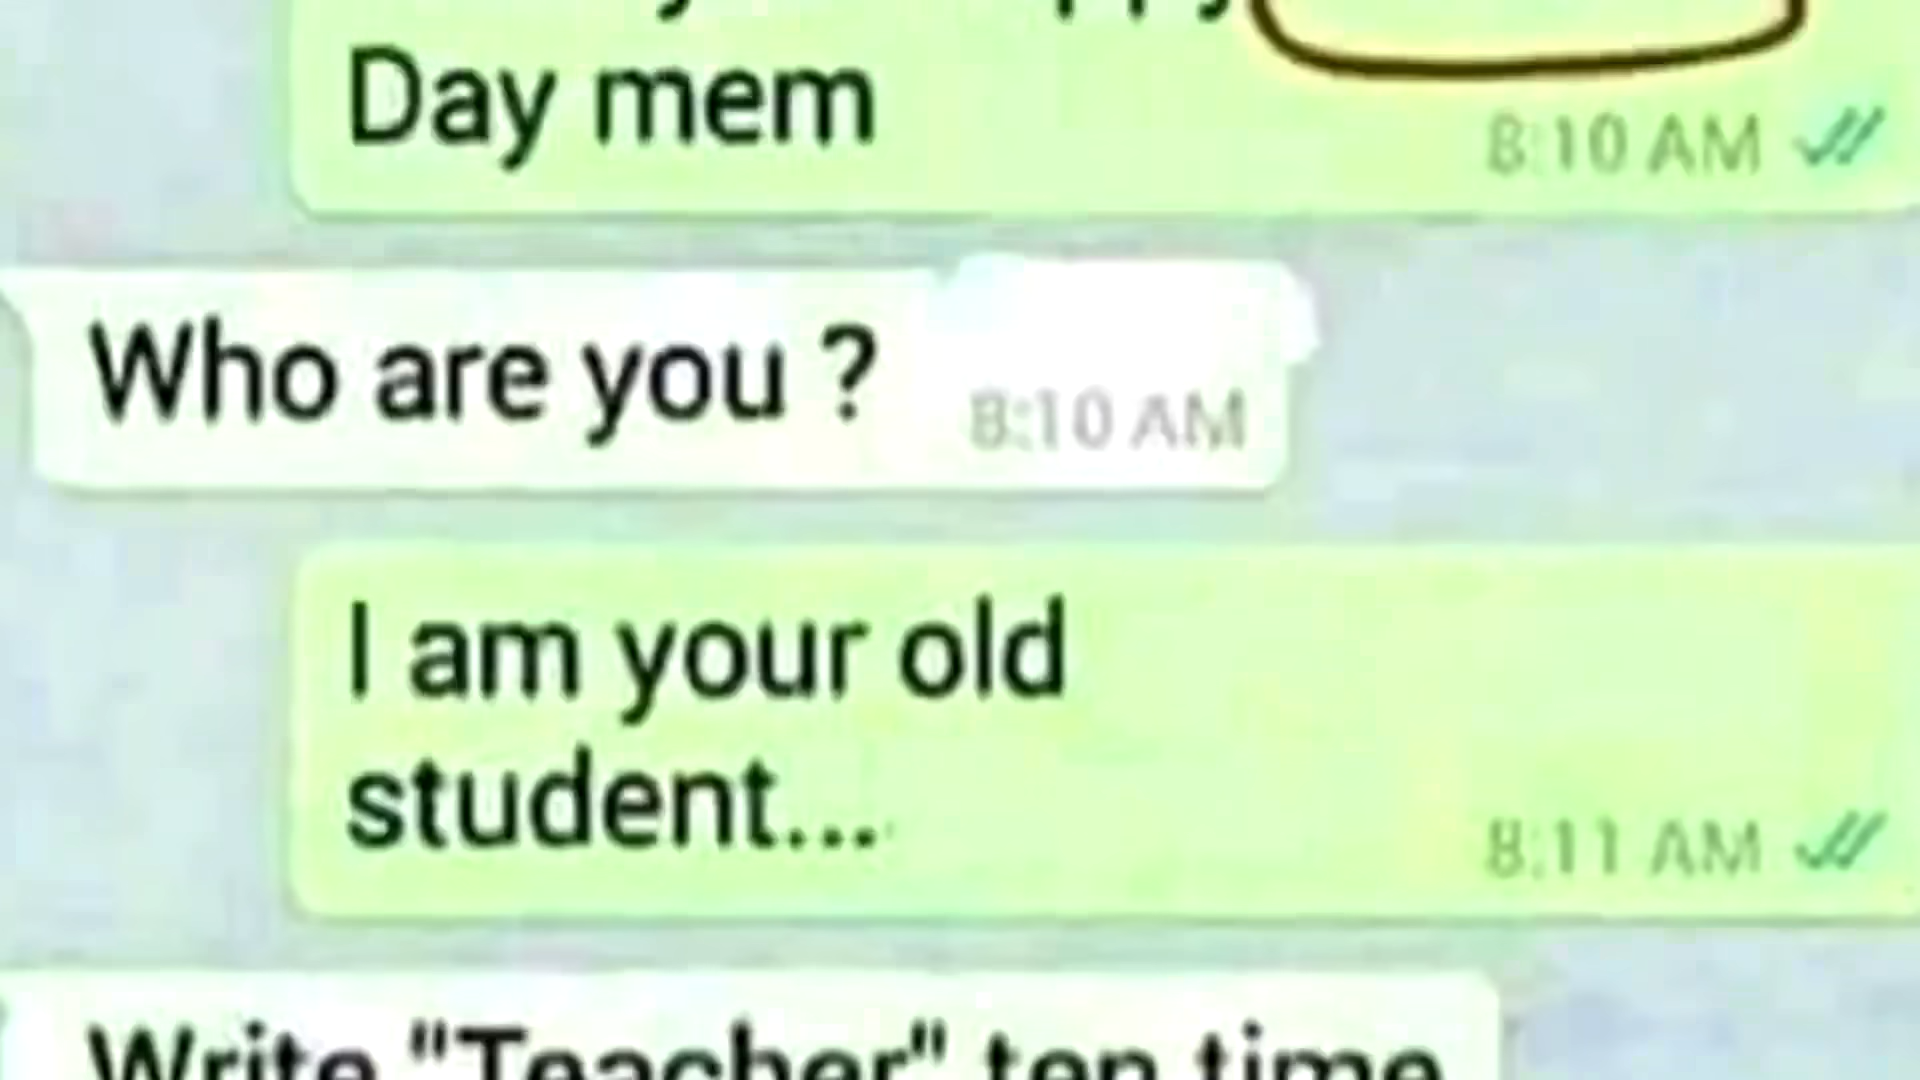 Day mem
8:10 AM
Who are you ?
8:10 AM
I am your old
student...
8:11 AM
Write "Teacher" ten time